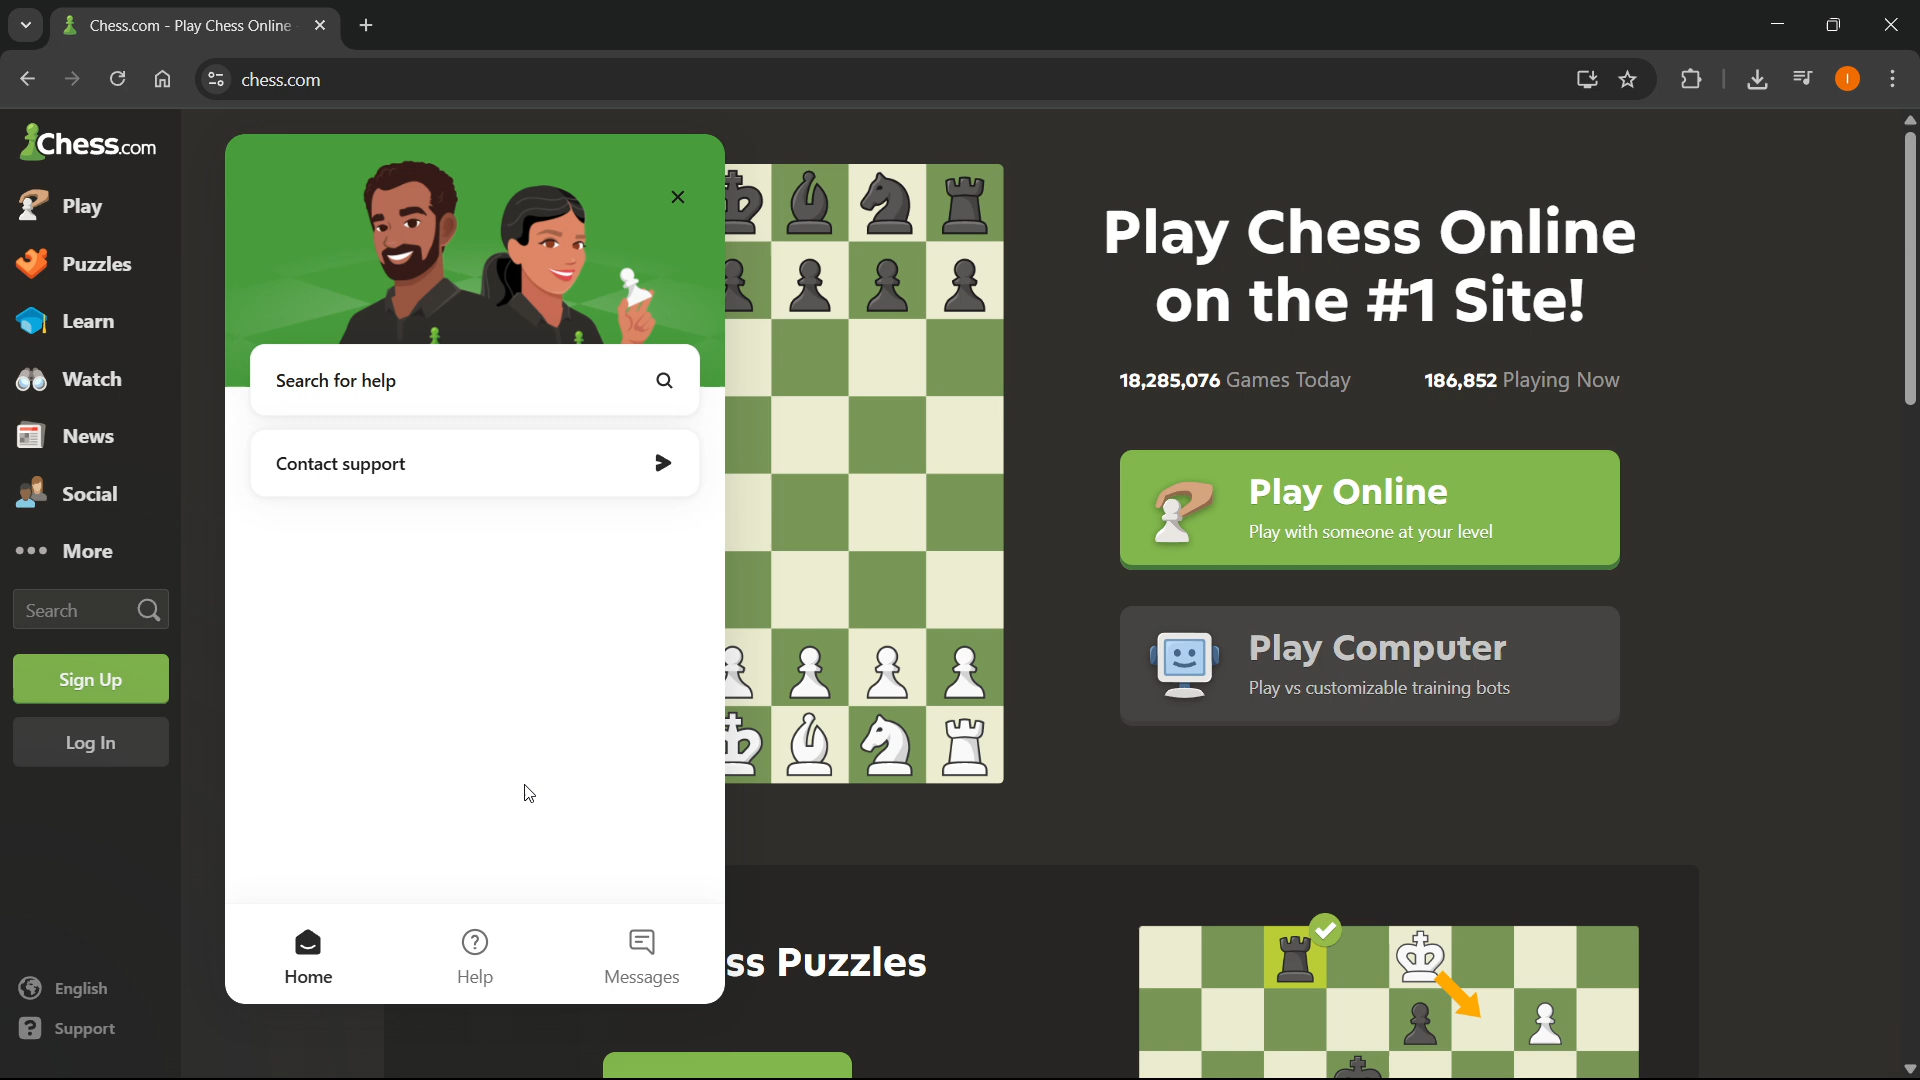 Chess.com - Play Chess Online
chess.com
I
Chess.com
Play
Puzzles
Learn
Watch
News
Social
More
Search
Sign Up
Log In
English
Support
Search for help
Contact support
Home
Help
Messages
Play Chess Online
on the #1 Site!
18,285,076 Games Today
186,852 Playing Now
Play Online
Play with someone at your level
Play Computer
Play vs customizable training bots
ss Puzzles